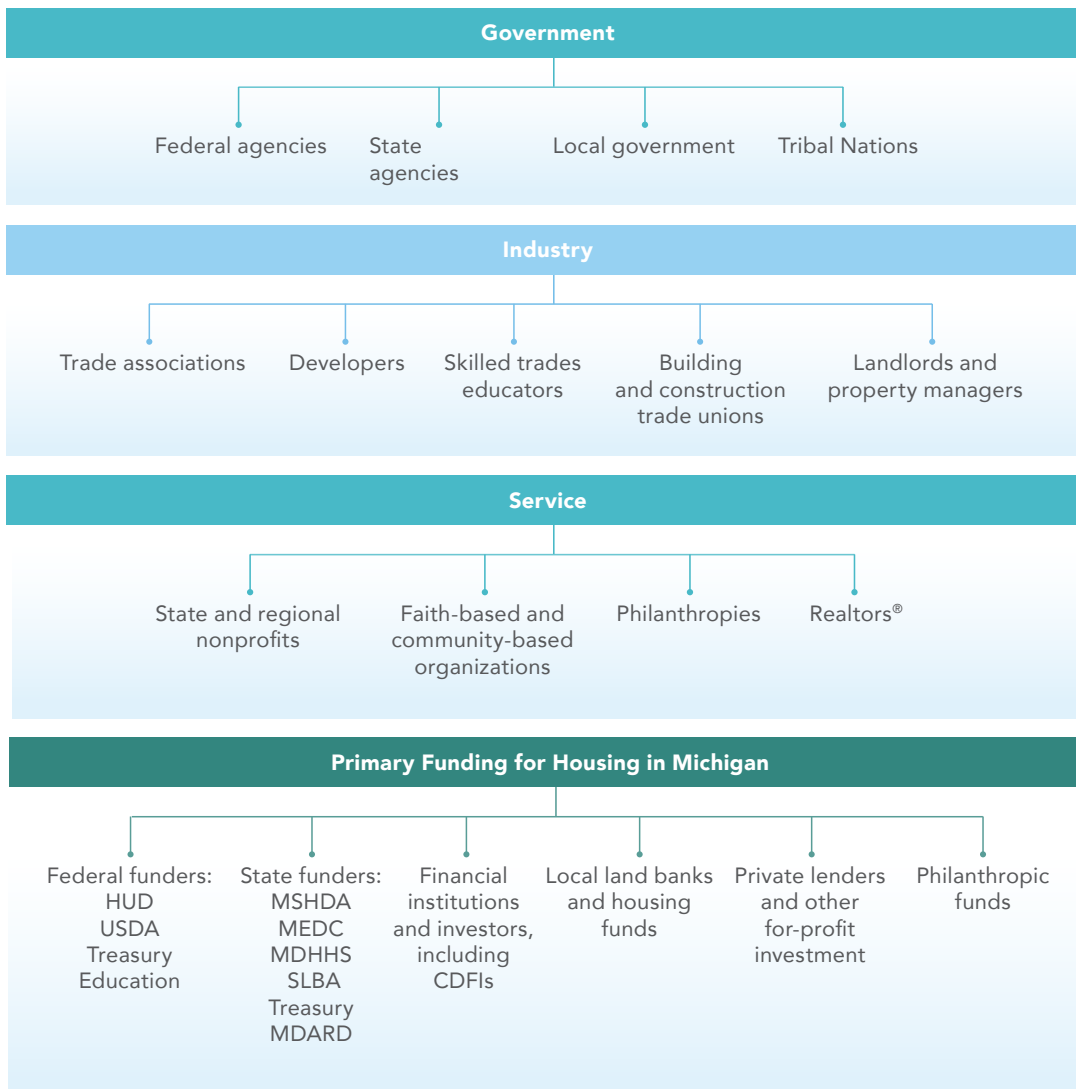 Government
Federal agencies
State
agencies
Local government
Tribal Nations
Industry
Trade associations
Developers
Skilled trades
educators
Building
and construction
trade unions
Landlords and
property managers
Service
State and regional
nonprofits
Faith-based and
community-based
organizations
Philanthropies
Realtors®
Primary Funding for Housing in Michigan
Federal funders:
HUD
USDA
Treasury
Education
State funders:
MSHDA
MEDC
MDHHS
SLBA
Treasury
MDARD
Financial
institutions
and investors,
including
CDFIs
Local land banks
and housing
funds
Private lenders
and other
for-profit
investment
Philanthropic
funds